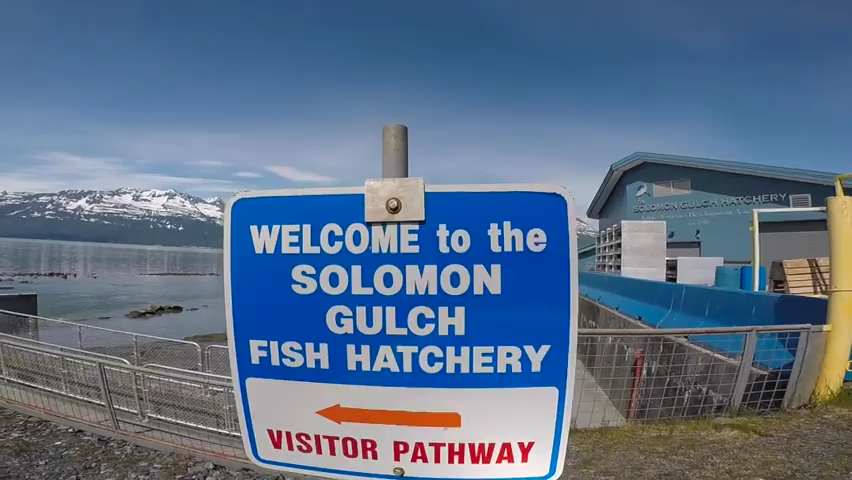 WELCOME to the
SOLOMON
GULCH
FISH HATCHERY
VISITOR PATHWAY
SOLOMON GULCH HATCHERY